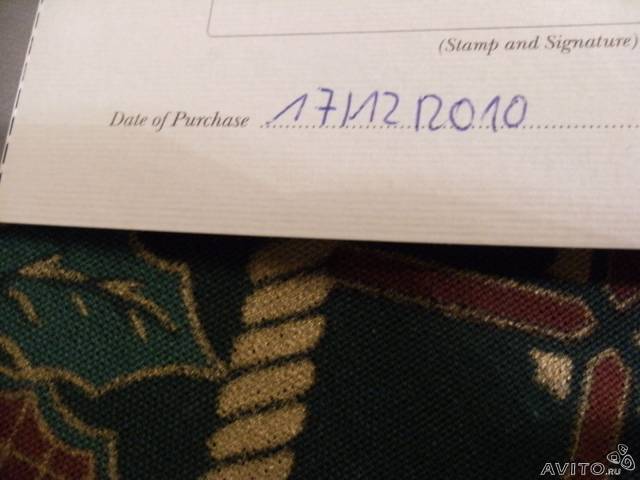 (Stamp and Signature)
Date of Purchase 17/12/2010
AVITO.RU